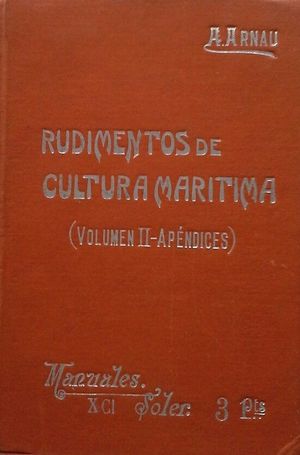 A. ARNAU
RUDIMENTOS DE
CULTURA MARITIMA
(VOLUMEN II-APÉNDICES)
Manuales.
XCI Soler. 3 Pts